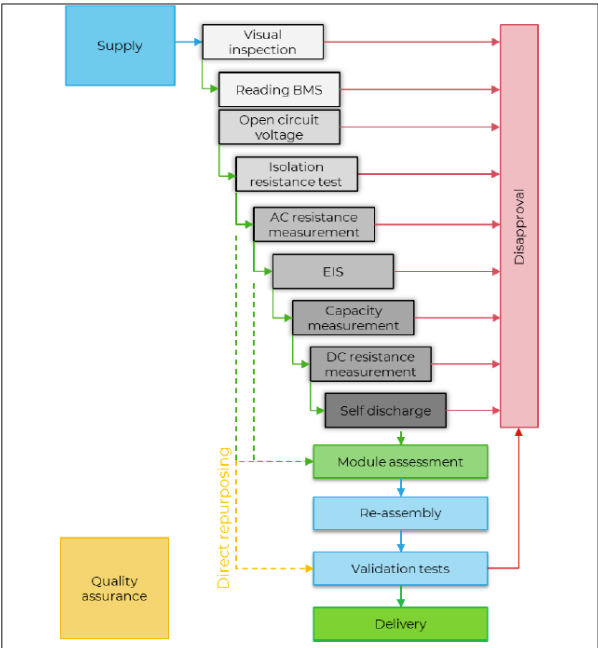 Supply
Visual
inspection
Reading BMS
Open circuit
voltage
Isolation
resistance test
AC resistance
measurement
EIS
Capacity
measurement
DC resistance
measurement
Self discharge
Disapproval
Module assessment
Re-assembly
Direct repurposing
Validation tests
Quality
assurance
Delivery